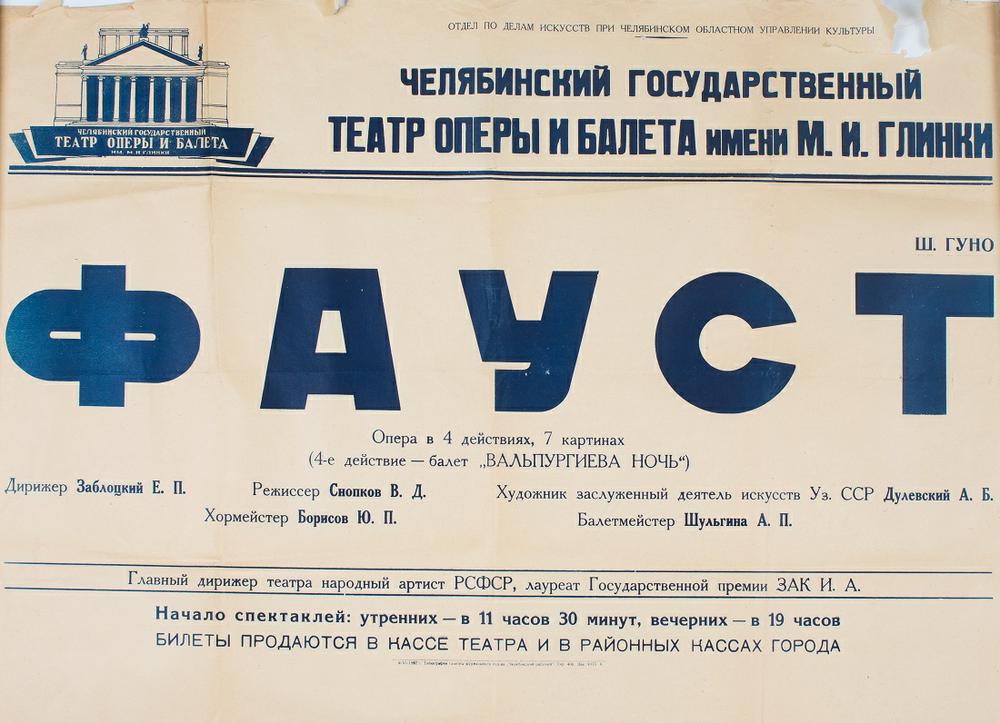 ОТДЕЛ ПО ДЕЛАМ ИСКУССТВ ПРИ ЧЕЛЯБИНСКОМ ОБЛАСТНОМ УПРАВЛЕНИИ КУЛЬТУРЫ
ЧЕЛЯБИНСКИЙ ГОСУДАРСТВЕННЫЙ
ТЕАТР ОПЕРЫ И БАЛЕТА ИМЕНИ М. И. ГЛИНКИ
ЧЕЛЯБИНСКИЙ ГОСУДАРСТВЕННЫЙ
ТЕАТР ОПЕРЫ И БАЛЕТА
ИМ. М. И. ГЛИНКИ
Ш. ГУНО
ФАУСТ
Опера в 4 действиях, 7 картинах
(4-е действие — балет „ВАЛЬПУРГИЕВА НОЧЬ“)
Дирижер Заблоцкий Е. П. Режиссер Снопков В. Д. Художник заслуженный деятель искусств Уз. ССР Дулевский А. Б.
Хормейстер Борисов Ю. П. Балетмейстер Шульгина А. П.
Главный дирижер театра народный артист РСФСР, лауреат Государственной премии ЗАК И. А.
Начало спектаклей: утренних — в 11 часов 30 минут, вечерних — в 19 часов
БИЛЕТЫ ПРОДАЮТСЯ В КАССЕ ТЕАТРА И В РАЙОННЫХ КАССАХ ГОРОДА